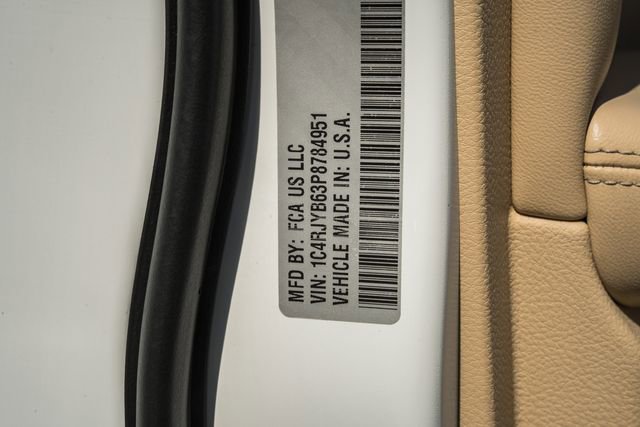 MFD BY: FCA US LLC
VIN: 1C4RJYB63P8784951
VEHICLE MADE IN: U.S.A.